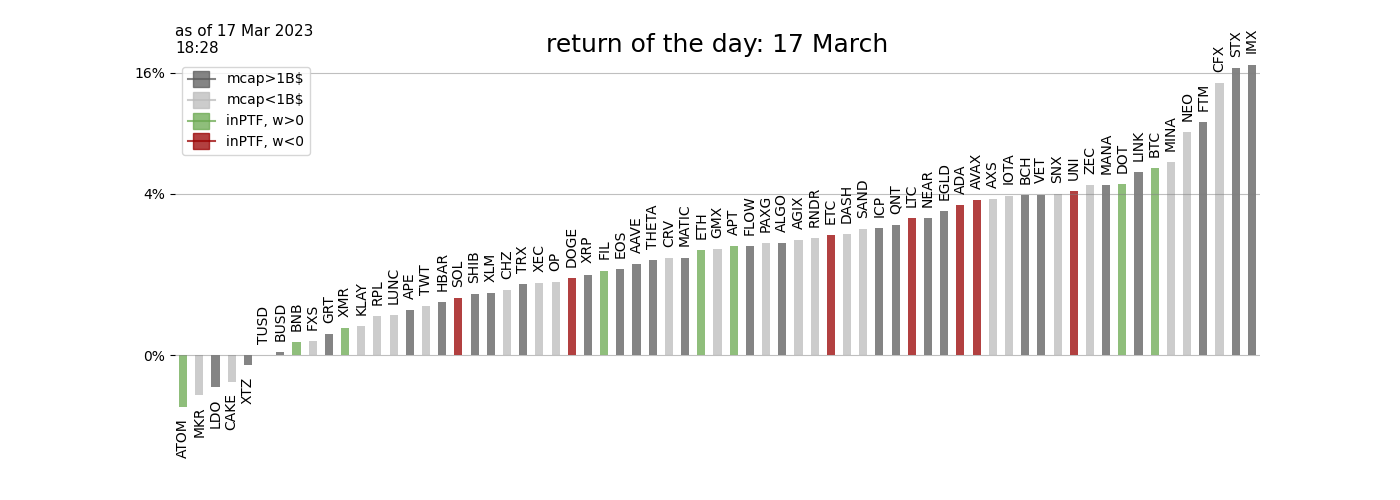 as of 17 Mar 2023
18:28
return of the day: 17 March
16%
4%
0%
mcap>1B$
mcap<1B$
inPTF, w>0
inPTF, w<0
ATOM
MKR
LDO
CAKE
XTZ
TUSD
BUSD
BNB
FXS
GRT
XMR
KLAY
RPL
LUNC
APE
TWT
HBAR
SOL
SHIB
XLM
CHZ
TRX
XEC
OP
DOGE
XRP
FIL
EOS
AAVE
THETA
CRV
MATIC
ETH
GMX
APT
FLOW
PAXG
ALGO
AGIX
RNDR
ETC
DASH
SAND
ICP
QNT
LTC
NEAR
EGLD
ADA
AVAX
AXS
IOTA
BCH
VET
SNX
UNI
ZEC
MANA
DOT
LINK
BTC
MINA
NEO
FTM
CFX
STX
IMX